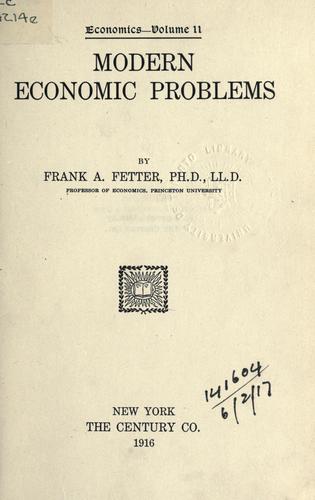 Economics—Volume II
MODERN
ECONOMIC PROBLEMS
BY
FRANK A. FETTER, PH.D., LL.D.
PROFESSOR OF ECONOMICS, PRINCETON UNIVERSITY
NEW YORK
THE CENTURY CO.
1916
141604
6/2/17